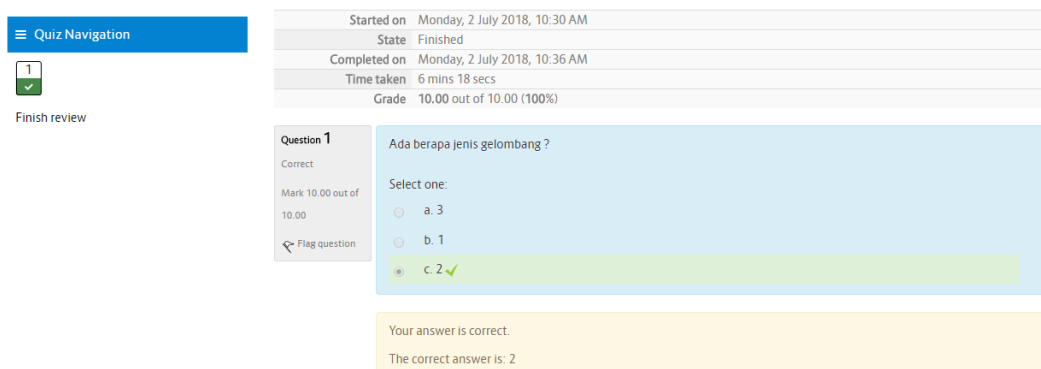 Quiz Navigation
1
Finish review
Started on Monday, 2 July 2018, 10:30 AM
State Finished
Completed on Monday, 2 July 2018, 10:36 AM
Time taken 6 mins 18 secs
Grade 10.00 out of 10.00 (100%)
Question 1
Correct
Mark 10.00 out of
10.00
Flag question
Ada berapa jenis gelombang ?
Select one:
a. 3
b. 1
c. 2
Your answer is correct.
The correct answer is: 2